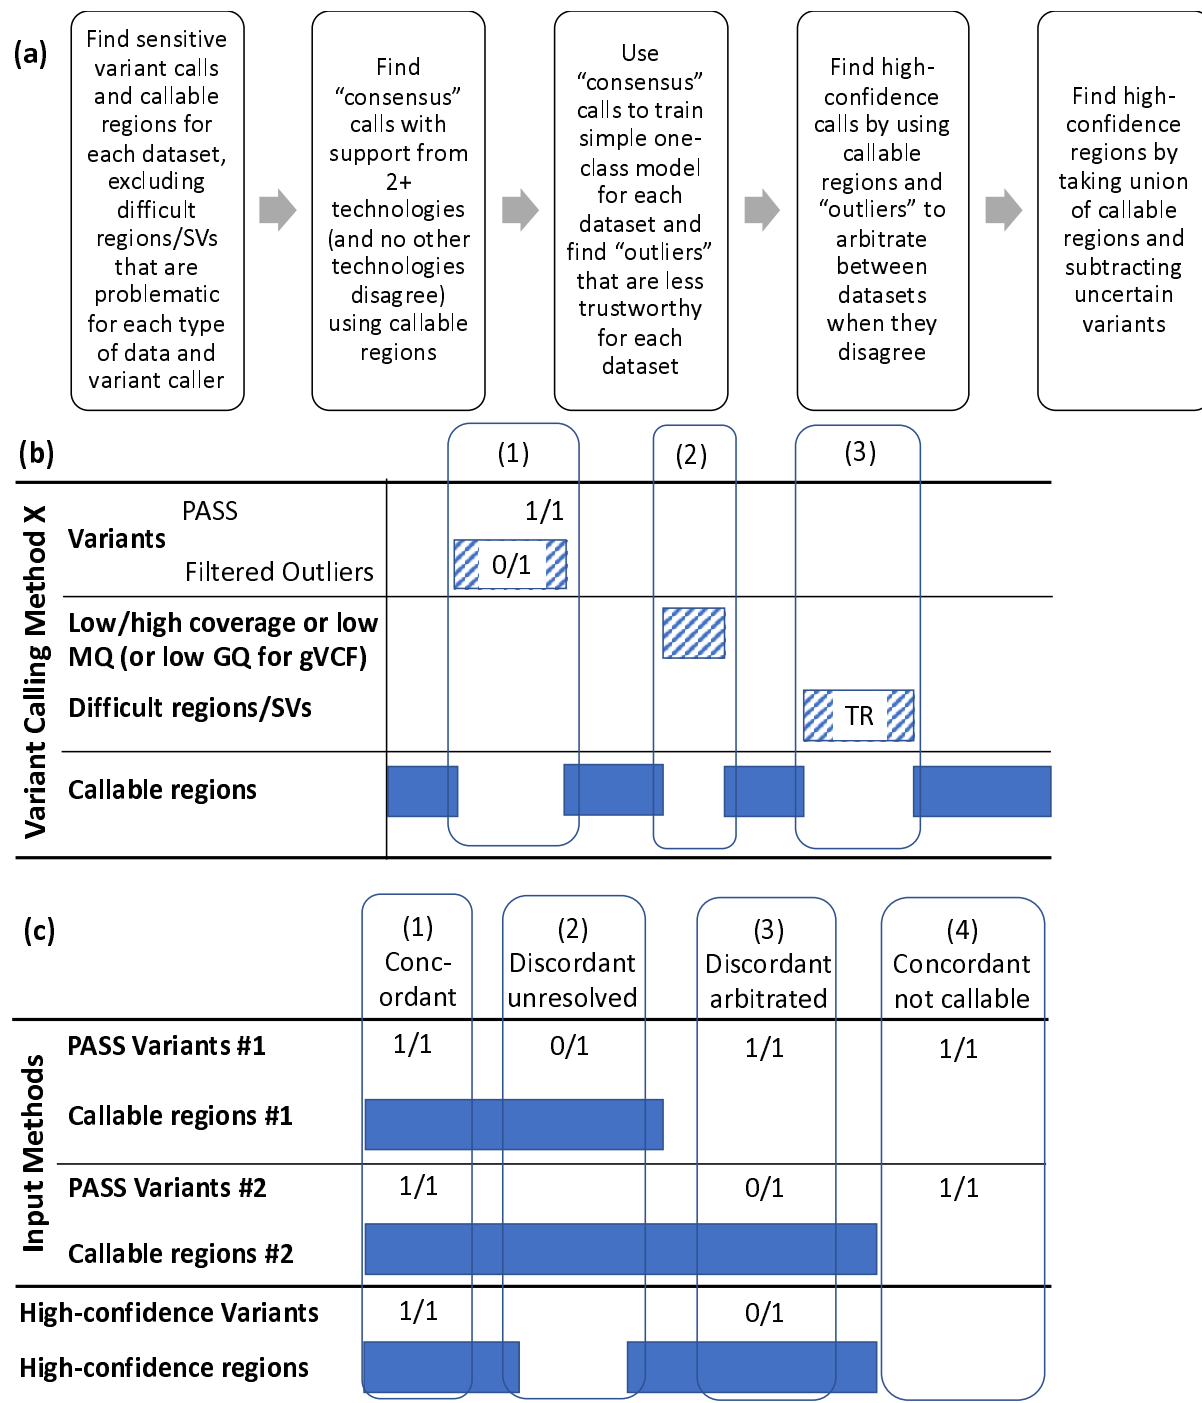 (a)
Find sensitive
variant calls
and callable
regions for
each dataset,
excluding
difficult
regions/SVs
that are
problematic
for each type
of data and
variant caller
Find
“consensus”
calls with
support from
2+
technologies
(and no other
technologies
disagree)
using callable
regions
Use
“consensus”
calls to train
simple one-
class model
for each
dataset and
find “outliers”
that are less
trustworthy
for each
dataset
Find high-
confidence
calls by using
callable
regions and
“outliers” to
arbitrate
between
datasets
when they
disagree
Find high-
confidence
regions by
taking union
of callable
regions and
subtracting
uncertain
variants
(b)
(1)
(2)
(3)
Variant Calling Method X
Variants
PASS
1/1
Filtered Outliers
0/1
Low/high coverage or low
MQ (or low GQ for gVCF)
Difficult regions/SVs
TR
Callable regions
(c)
(1)
Conc-
ordant
(2)
Discordant
unresolved
(3)
Discordant
arbitrated
(4)
Concordant
not callable
Input Methods
PASS Variants #1
1/1
0/1
1/1
1/1
Callable regions #1
PASS Variants #2
1/1
0/1
1/1
Callable regions #2
High-confidence Variants
1/1
0/1
High-confidence regions